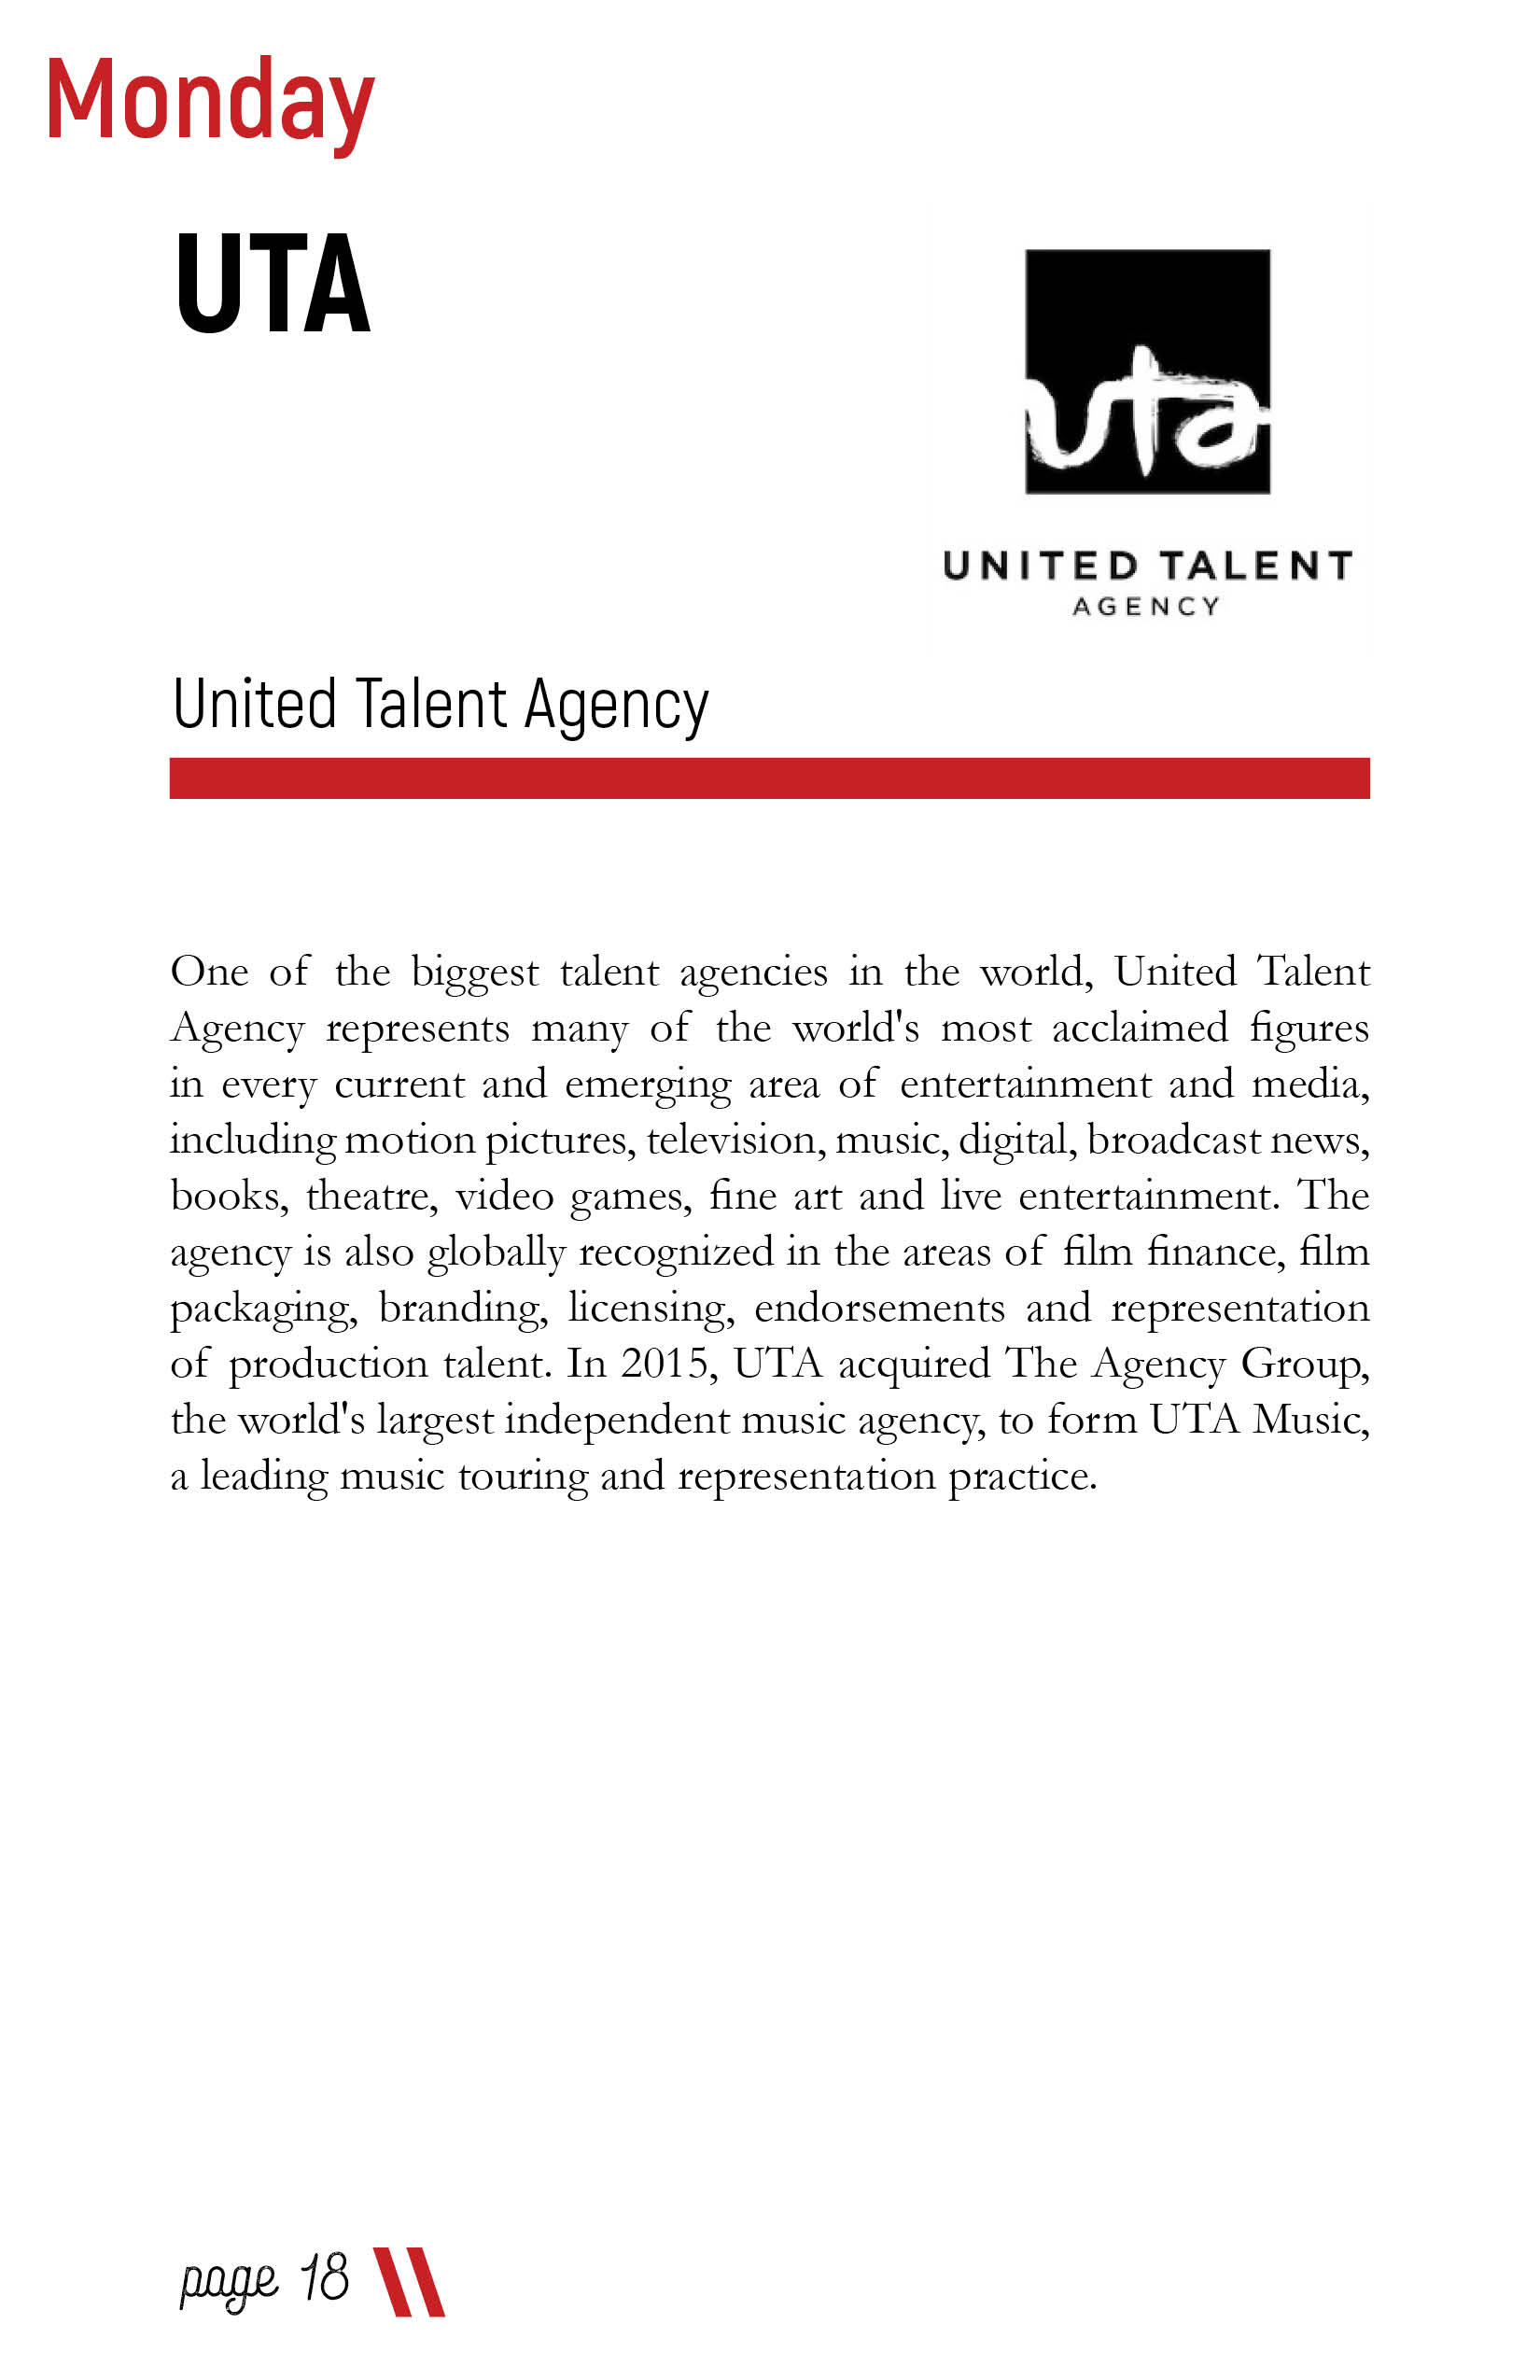 Monday
UTA
uta
UNITED TALENT
AGENCY
United Talent Agency
One of the biggest talent agencies in the world, United Talent
Agency represents many of the world's most acclaimed figures
in every current and emerging area of entertainment and media,
including motion pictures, television, music, digital, broadcast news,
books, theatre, video games, fine art and live entertainment. The
agency is also globally recognized in the areas of film finance, film
packaging, branding, licensing, endorsements and representation
of production talent. In 2015, UTA acquired The Agency Group,
the world's largest independent music agency, to form UTA Music,
a leading music touring and representation practice.
page 18